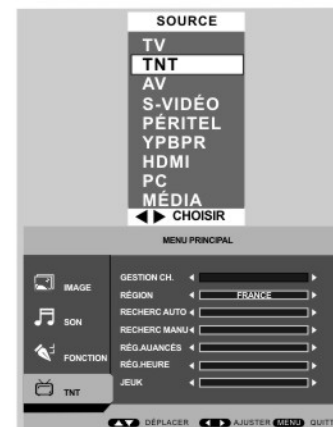 SOURCE
TV
TNT
AV
S-VIDÉO
PÉRITEL
YPBPR
HDMI
PC
MÉDIA
CHOISIR
MENU PRINCIPAL
IMAGE
SON
FONCTION
TNT
GESTION CH.
RÉGION FRANCE
RECHERC AUTO
RECHERC MANU
RÉG.AUANCÉS
RÉG.HEURE
JEUK
DÉPLACER AJUSTER MENU QUITT